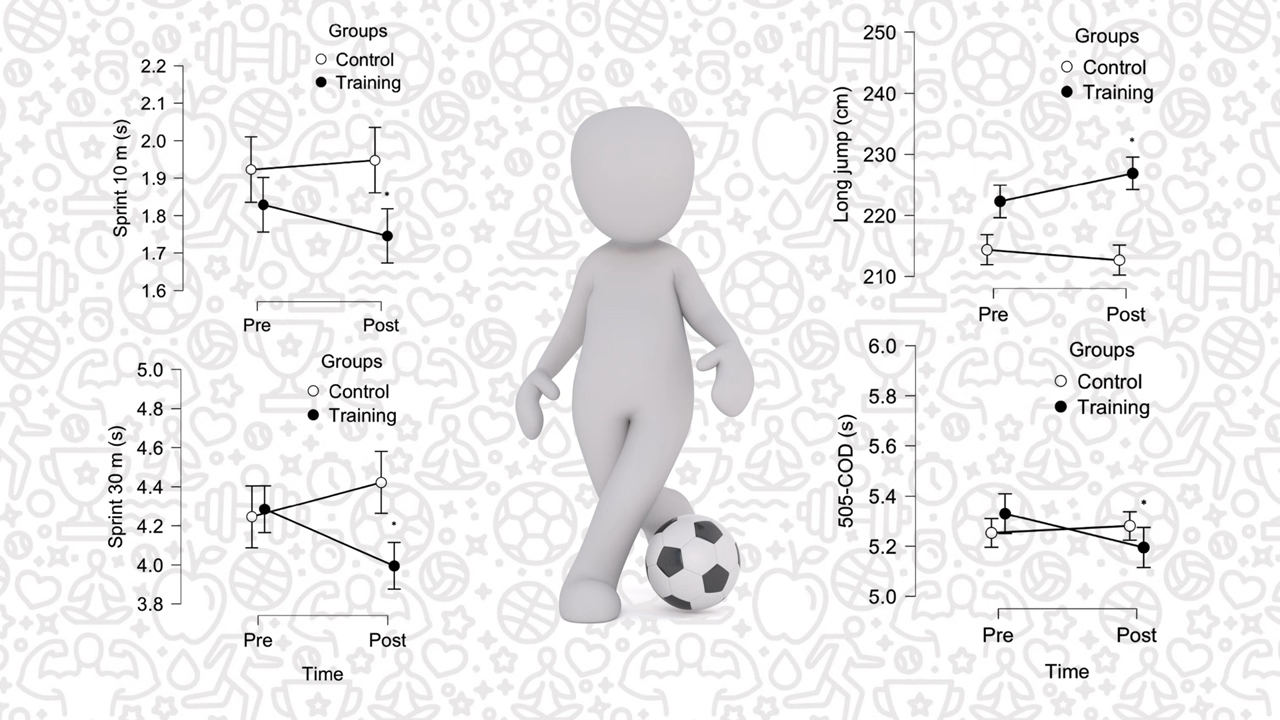 Groups
Control
Training
Sprint 10 m (s)
2.2
2.1
2.0
1.9
1.8
1.7
1.6
*
Pre Post
Groups
Control
Training
Long jump (cm)
250
240
230
220
210
*
Pre Post
Groups
Control
Training
Sprint 30 m (s)
5.0
4.8
4.6
4.4
4.2
4.0
3.8
*
Pre Post
Time
Groups
Control
Training
505-COD (s)
6.0
5.8
5.6
5.4
5.2
5.0
*
Pre Post
Time